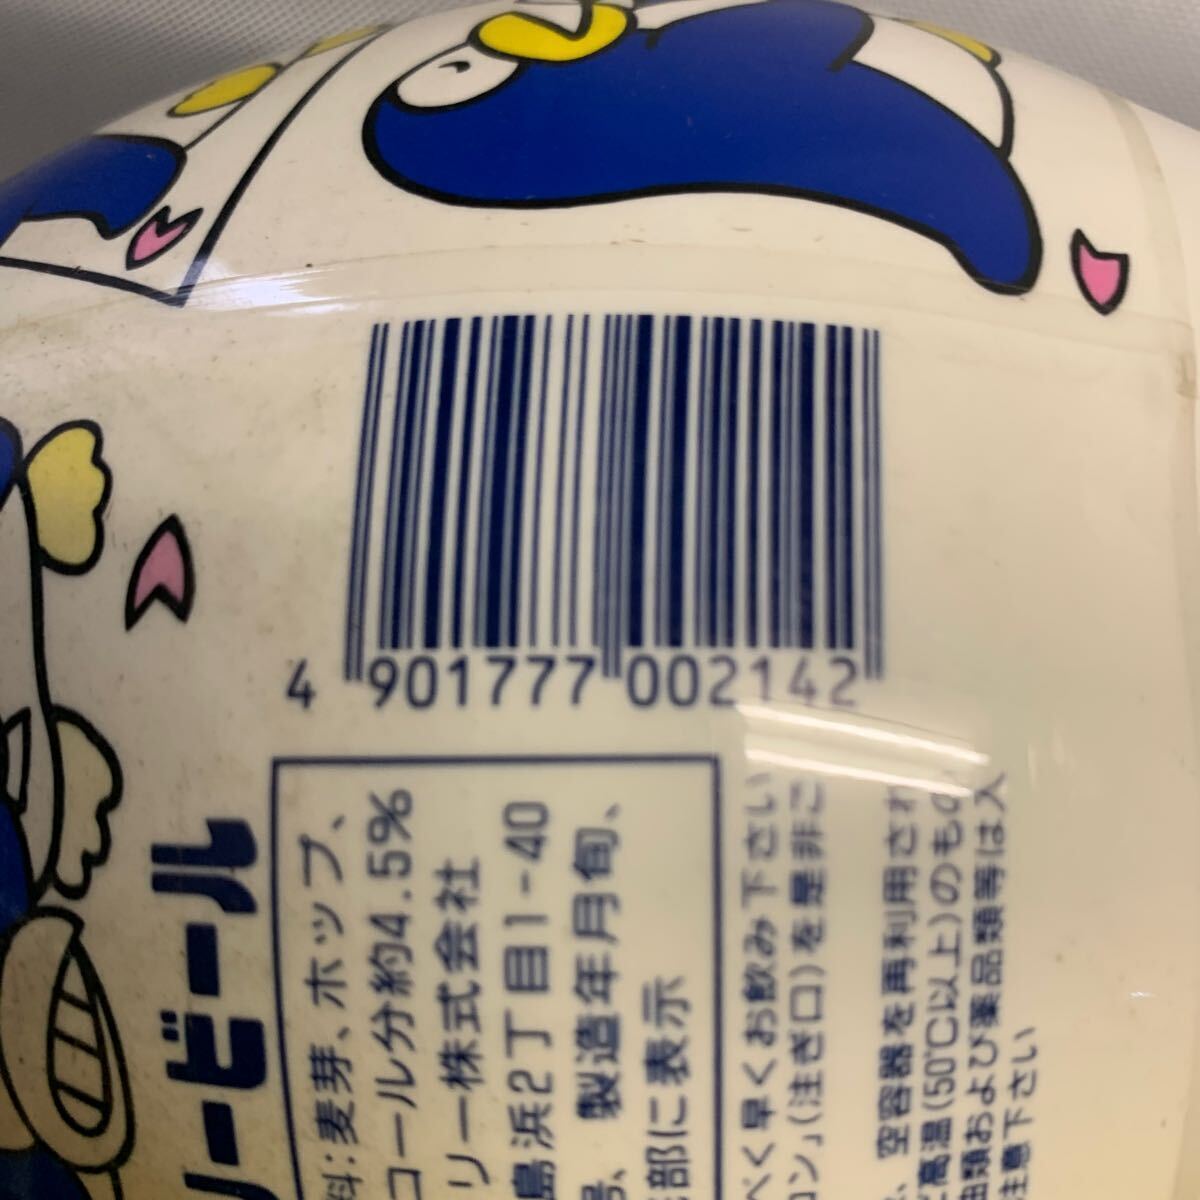 4 901777 002142
ービール
料:麦芽、ホップ、
コール分約4.5%
リー株式会社
島浜2丁目1-40
号、製造年月旬、
部に表示
べく早くお飲み下さい
コン」(注ぎ口)を是非ご
、空容器を再利用され
ご高温(50℃以上)のもの
油類および薬品類等は入
注意下さい